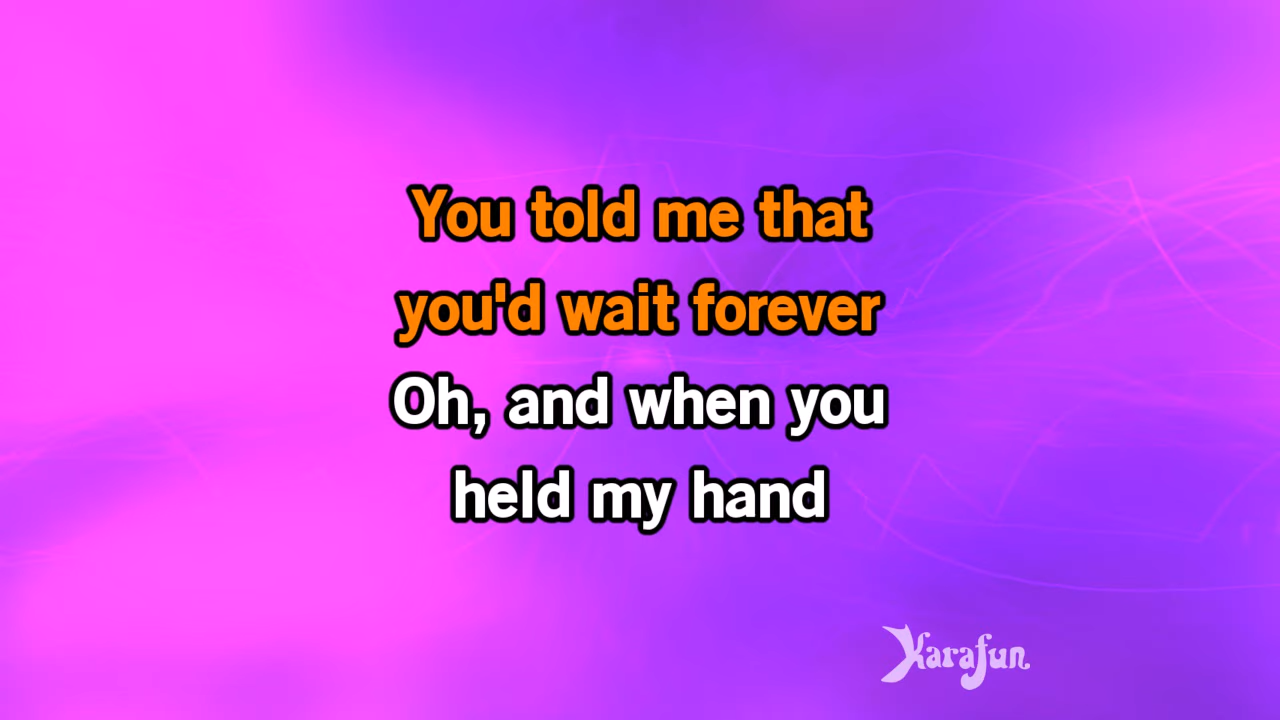 You told me that
you'd wait forever
Oh, and when you
held my hand
Karafun